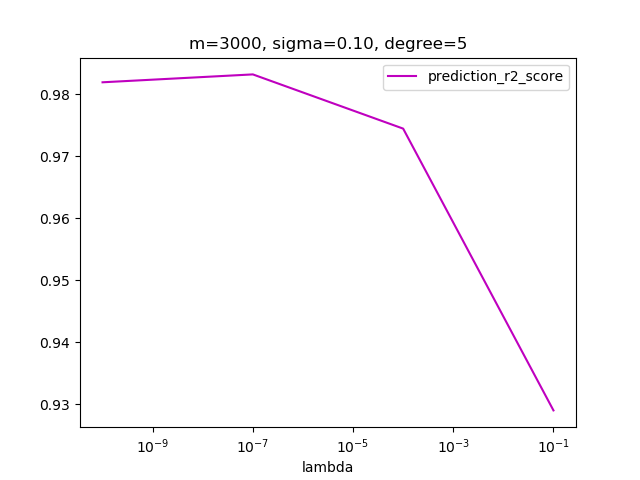 m=3000, sigma=0.10, degree=5
prediction_r2_score
0.98
0.97
0.96
0.95
0.94
0.93
10⁻⁹ 10⁻⁷ 10⁻⁵ 10⁻³ 10⁻¹
lambda